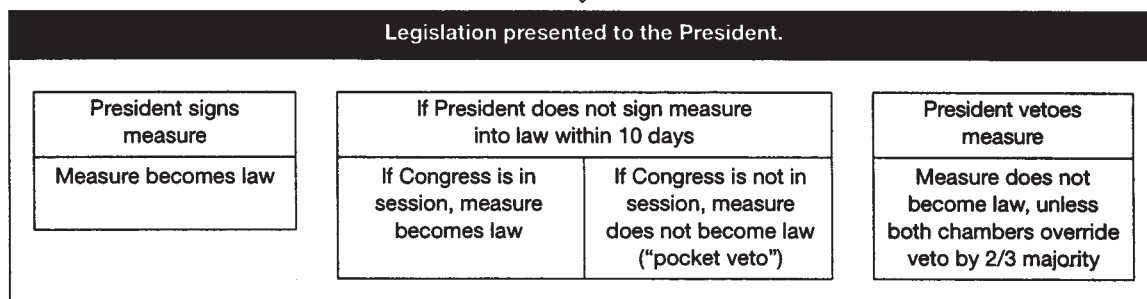 Legislation presented to the President.
President signs
measure
Measure becomes law
If President does not sign measure
into law within 10 days
If Congress is in
session, measure
becomes law
If Congress is not in
session, measure
does not become law
("pocket veto")
President vetoes
measure
Measure does not
become law, unless
both chambers override
veto by 2/3 majority